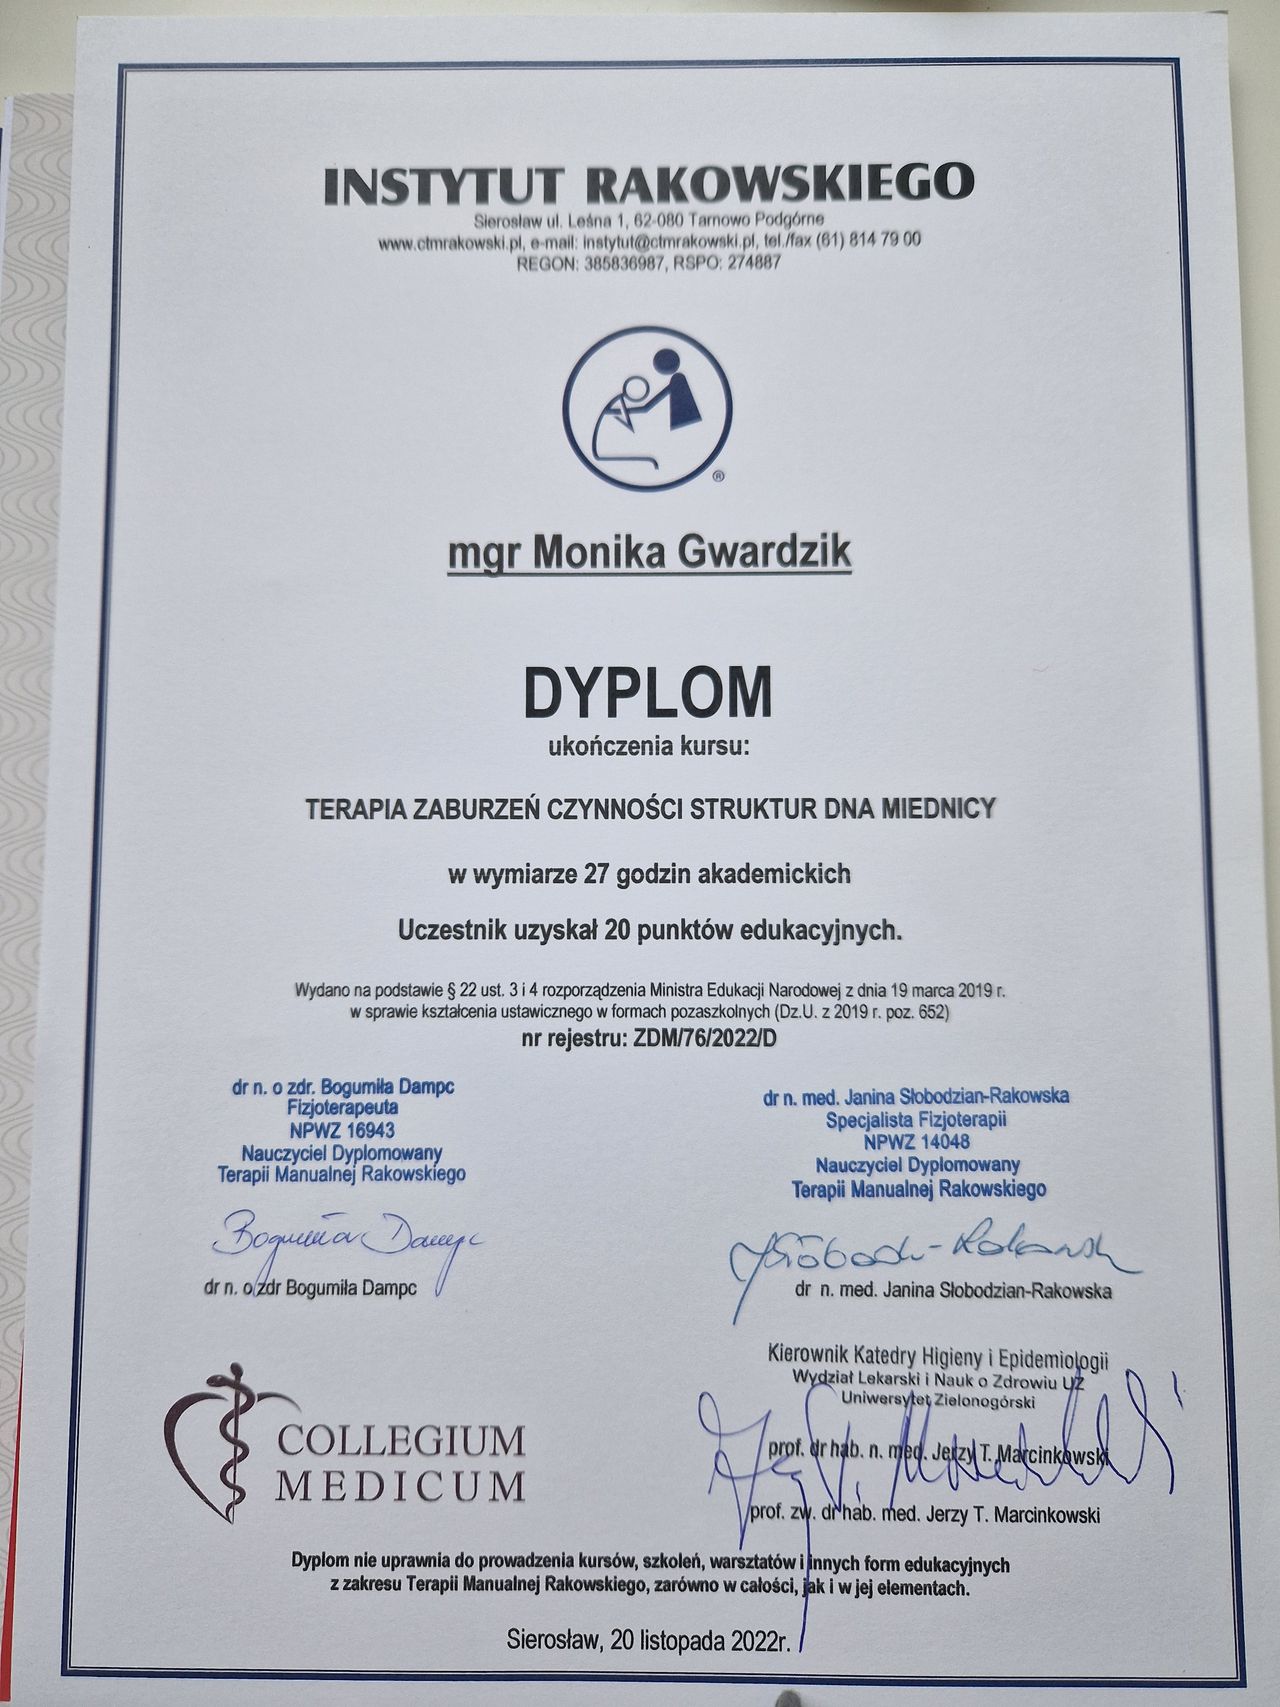 INSTYTUT RAKOWSKIEGO
Sierosław ul. Leśna 1, 62-080 Tarnowo Podgórne
www.ctmrakowski.pl, e-mail: instytut@ctmrakowski.pl, tel./fax (61) 814 79 00
REGON: 385836987, RSPO: 274887
®
mgr Monika Gwardzik
DYPLOM
ukończenia kursu:
TERAPIA ZABURZEŃ CZYNNOŚCI STRUKTUR DNA MIEDNICY
w wymiarze 27 godzin akademickich
Uczestnik uzyskał 20 punktów edukacyjnych.
Wydano na podstawie § 22 ust. 3 i 4 rozporządzenia Ministra Edukacji Narodowej z dnia 19 marca 2019 r.
w sprawie kształcenia ustawicznego w formach pozaszkolnych (Dz.U. z 2019 r. poz. 652)
nr rejestru: ZDM/76/2022/D
dr n. o zdr. Bogumiła Dampc
Fizjoterapeuta
NPWZ 16943
Nauczyciel Dyplomowany
Terapii Manualnej Rakowskiego
Bogumiła Dampc
dr n. o zdr Bogumiła Dampc
dr n. med. Janina Słobodzian-Rakowska
Specjalista Fizjoterapii
NPWZ 14048
Nauczyciel Dyplomowany
Terapii Manualnej Rakowskiego
dr n. med. Janina Słobodzian-Rakowska
Kierownik Katedry Higieny i Epidemiologii
Wydział Lekarski i Nauk o Zdrowiu UZ
Uniwersytet Zielonogórski
prof. dr hab. n. med. Jerzy T. Marcinkowski
prof. zw. dr hab. med. Jerzy T. Marcinkowski
COLLEGIUM
MEDICUM
Dyplom nie uprawnia do prowadzenia kursów, szkoleń, warsztatów i innych form edukacyjnych
z zakresu Terapii Manualnej Rakowskiego, zarówno w całości, jak i w jej elementach.
Sierosław, 20 listopada 2022r.